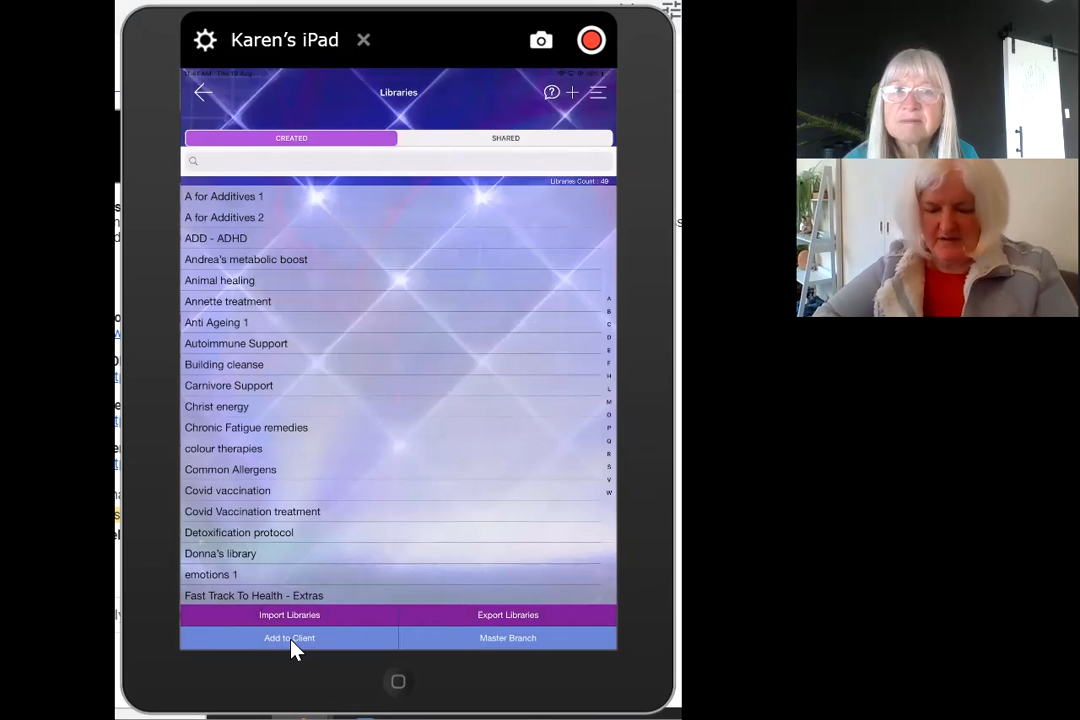 Karen's iPad
Libraries
CREATED
SHARED
Libraries Count : 49
A for Additives 1
A for Additives 2
ADD - ADHD
Andrea's metabolic boost
Animal healing
Annette treatment
Anti Ageing 1
Autoimmune Support
Building cleanse
Carnivore Support
Christ energy
Chronic Fatigue remedies
colour therapies
Common Allergens
Covid vaccination
Covid Vaccination treatment
Detoxification protocol
Donna's library
emotions 1
Fast Track To Health - Extras
A
B
C
D
E
F
H
L
M
O
P
Q
R
S
V
W
Import Libraries
Export Libraries
Add to Client
Master Branch